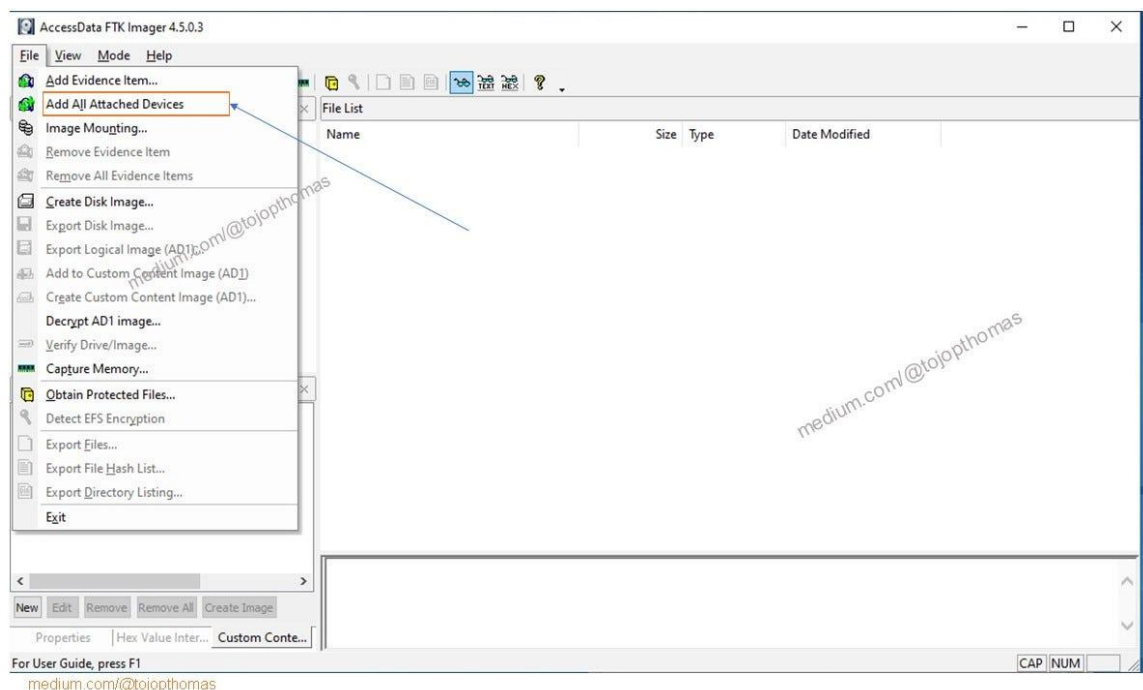 AccessData FTK Imager 4.5.0.3
File View Mode Help
Add Evidence Item...
Add All Attached Devices
Image Mounting...
Remove Evidence Item
Remove All Evidence Items
Create Disk Image...
Export Disk Image...
Export Logical Image (AD1)...
Add to Custom Content Image (AD1)
Create Custom Content Image (AD1)...
Decrypt AD1 image...
Verify Drive/Image...
Capture Memory...
Obtain Protected Files...
Detect EFS Encryption
Export Files...
Export File Hash List...
Export Directory Listing...
Exit
TEXT HEX
File List
Name Size Type Date Modified
medium.com/@tojopthomas
medium.com/@tojopthomas
New Edit Remove Remove All Create Image
Properties Hex Value Inter... Custom Conte...
For User Guide, press F1
CAP NUM
medium.com/@tojopthomas